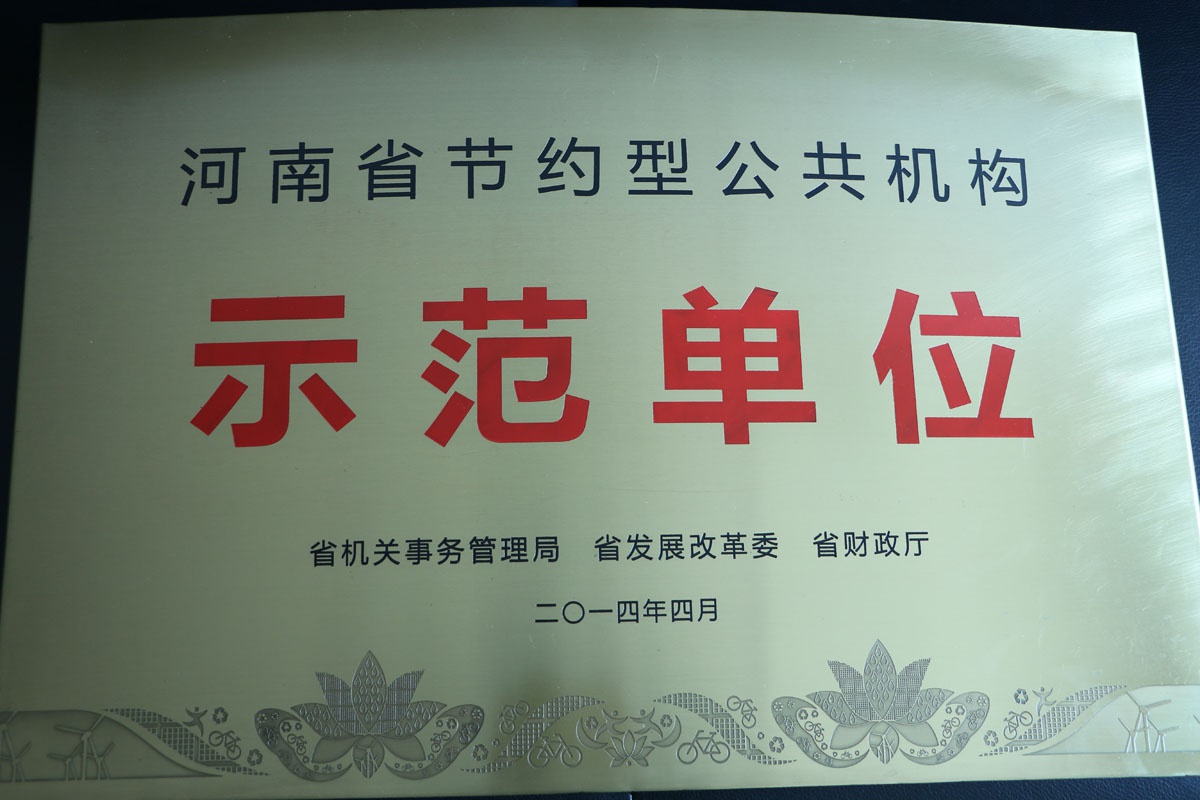 河南省节约型公共机构
示范单位
省机关事务管理局 省发展改革委 省财政厅
二〇一四年四月